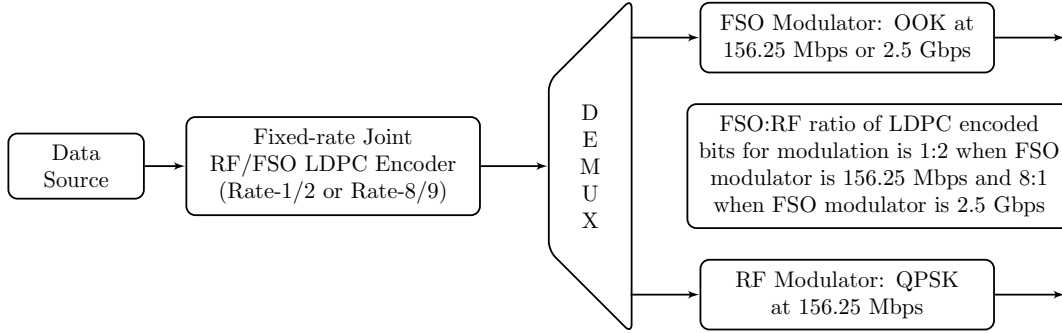 Data
Source
Fixed-rate Joint
RF/FSO LDPC Encoder
(Rate-1/2 or Rate-8/9)
D
E
M
U
X
FSO Modulator: OOK at
156.25 Mbps or 2.5 Gbps
FSO:RF ratio of LDPC encoded
bits for modulation is 1:2 when FSO
modulator is 156.25 Mbps and 8:1
when FSO modulator is 2.5 Gbps
RF Modulator: QPSK
at 156.25 Mbps